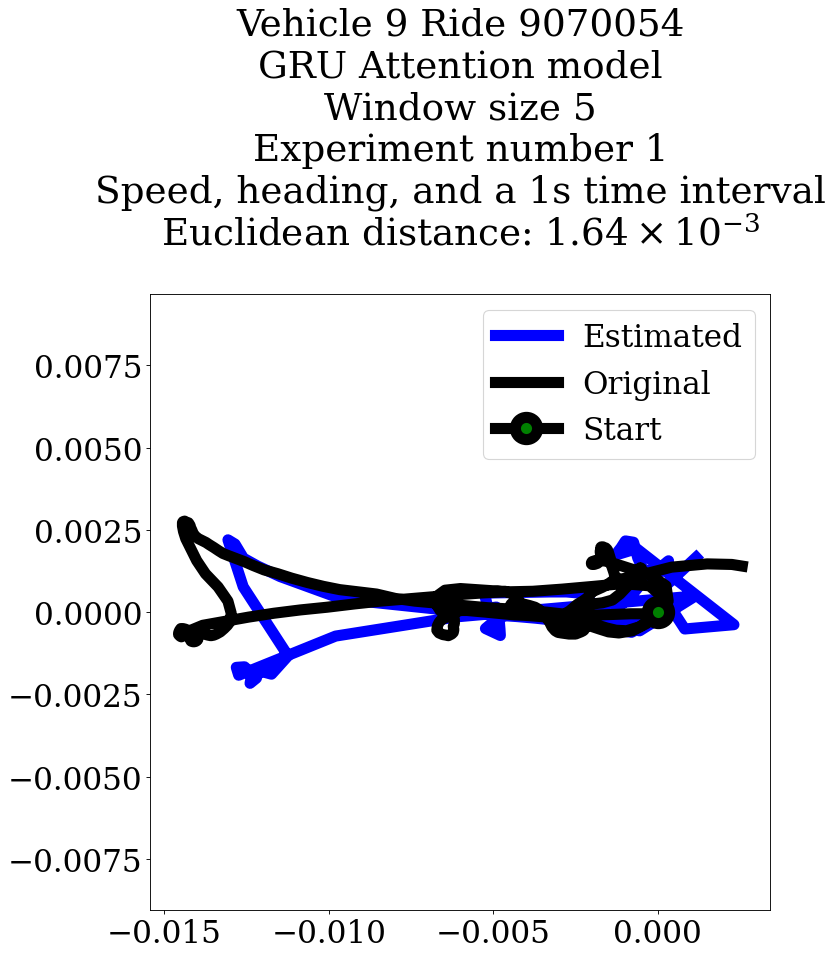 Vehicle 9 Ride 9070054
GRU Attention model
Window size 5
Experiment number 1
Speed, heading, and a 1s time interval
Euclidean distance: 1.64 × 10⁻³
Estimated
Original
Start
0.0075
0.0050
0.0025
0.0000
−0.0025
−0.0050
−0.0075
−0.015 −0.010 −0.005 0.000